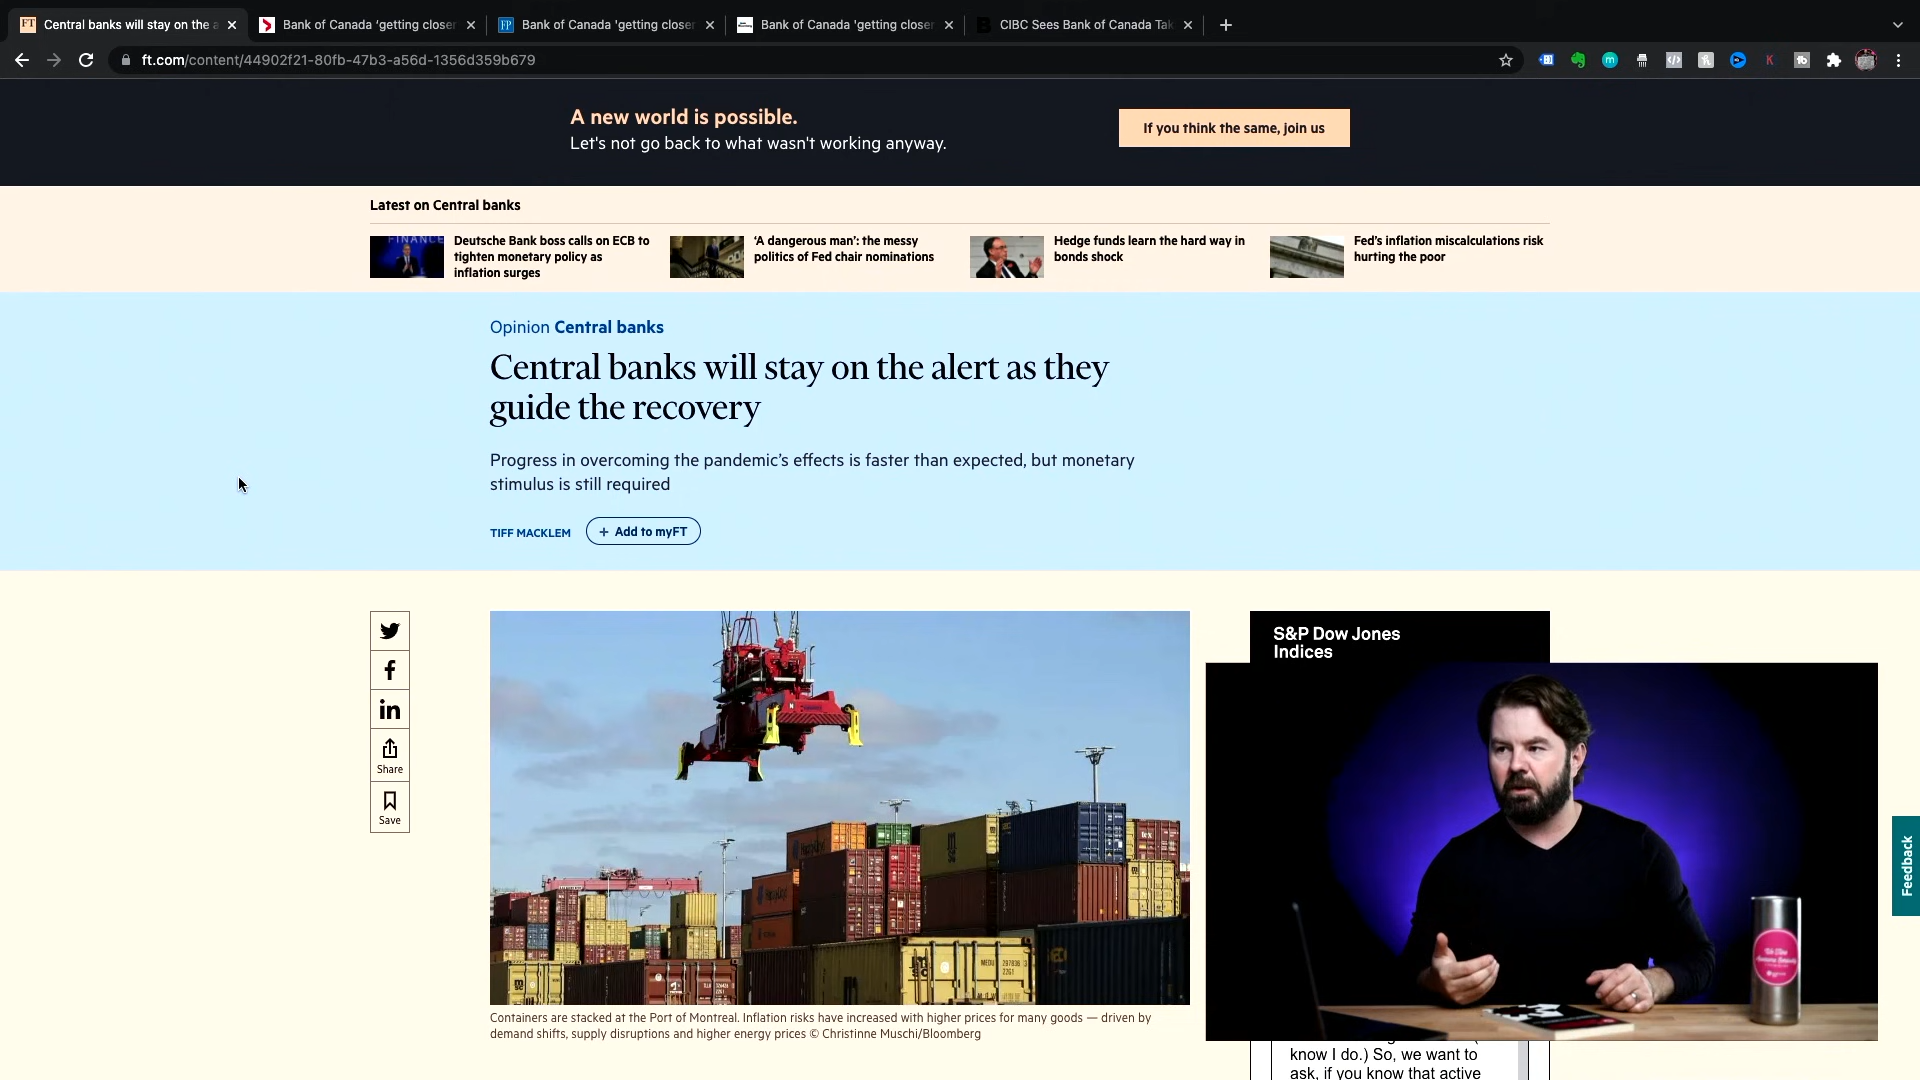 Central banks will stay on the a
Bank of Canada ‘getting closer
Bank of Canada 'getting closer
Bank of Canada 'getting closer
CIBC Sees Bank of Canada Tak
ft.com/content/44902f21-80fb-47b3-a56d-1356d359b679
A new world is possible.
Let's not go back to what wasn't working anyway.
If you think the same, join us
Latest on Central banks
FINANCE
Deutsche Bank boss calls on ECB to
tighten monetary policy as
inflation surges
‘A dangerous man’: the messy
politics of Fed chair nominations
Hedge funds learn the hard way in
bonds shock
Fed’s inflation miscalculations risk
hurting the poor
Opinion Central banks
Central banks will stay on the alert as they
guide the recovery
Progress in overcoming the pandemic’s effects is faster than expected, but monetary
stimulus is still required
TIFF MACKLEM
+ Add to myFT
Share
Save
S&P Dow Jones
Indices
Containers are stacked at the Port of Montreal. Inflation risks have increased with higher prices for many goods — driven by
demand shifts, supply disruptions and higher energy prices © Christinne Muschi/Bloomberg
know I do.) So, we want to
ask, if you know that active
Feedback